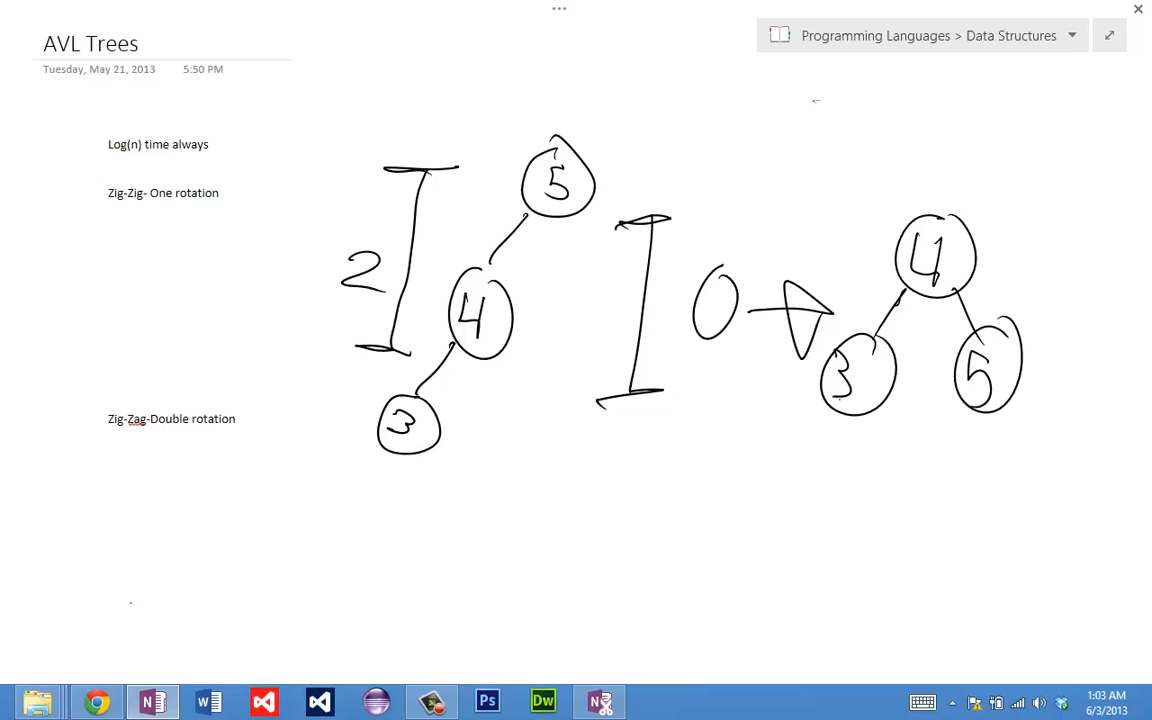 ...
AVL Trees
Programming Languages > Data Structures
Tuesday, May 21, 2013 5:50 PM
Log(n) time always
Zig-Zig- One rotation
5
4
2
0
4
3
5
3
Zig-Zag-Double rotation
N
W
Ps
Dw
N
1:03 AM
6/3/2013